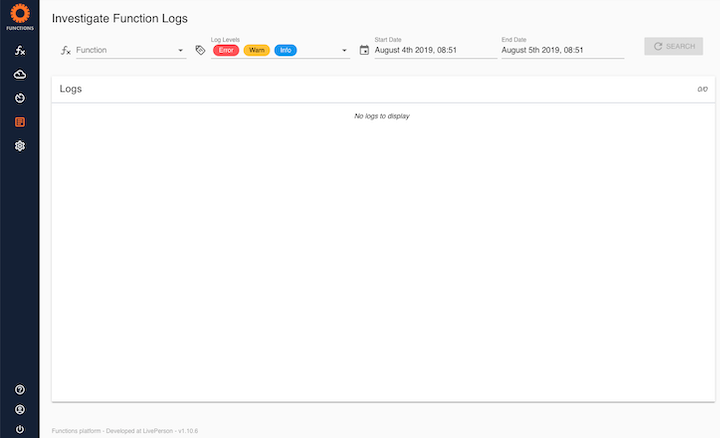 FUNCTIONS
Investigate Function Logs
Function
Log Levels
Error Warn Info
Start Date
August 4th 2019, 08:51
End Date
August 5th 2019, 08:51
SEARCH
Logs
0/0
No logs to display
Functions platform - Developed at LivePerson - v1.10.6